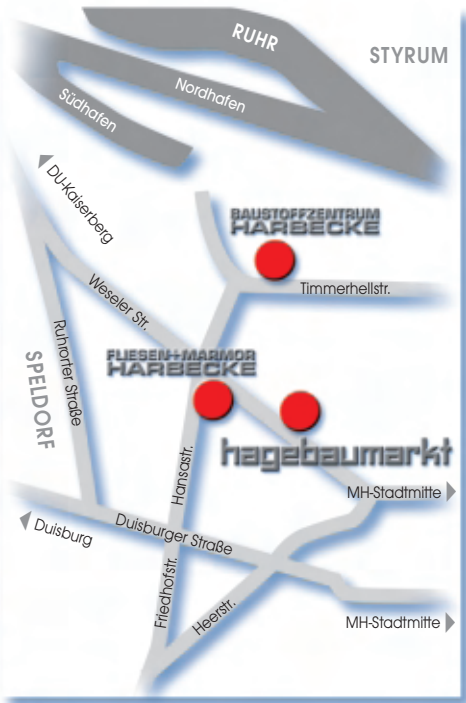 RUHR
STYRUM
Nordhafen
Südhafen
DU-Kaiserberg
BAUSTOFFZENTRUM
HARBECKE
Timmerhellstr.
Weseler Str.
Ruhrorter Straße
SPELDORF
FLIESEN+MARMOR
HARBECKE
hagebaumarkt
Hansastr.
MH-Stadtmitte
Duisburg
Duisburger Straße
Friedhofstr.
Heerstr.
MH-Stadtmitte